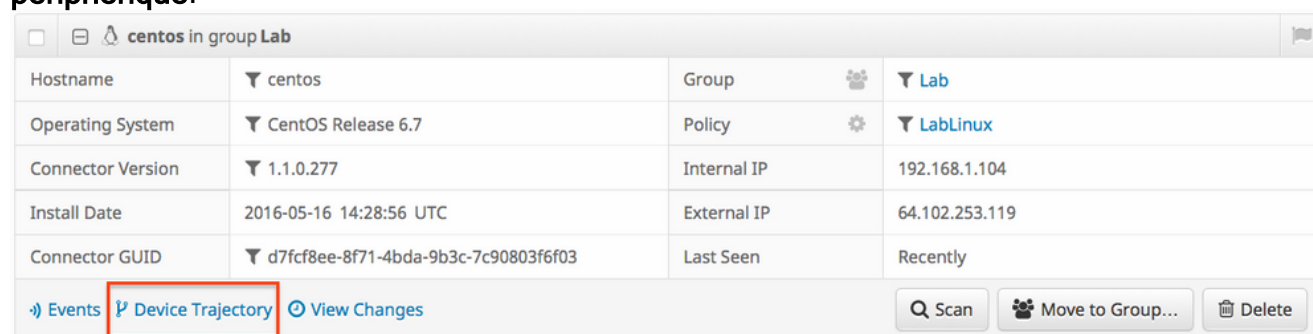 périphérique.
centos in group Lab
Hostname centos Group Lab
Operating System CentOS Release 6.7 Policy LabLinux
Connector Version 1.1.0.277 Internal IP 192.168.1.104
Install Date 2016-05-16 14:28:56 UTC External IP 64.102.253.119
Connector GUID d7fcf8ee-8f71-4bda-9b3c-7c90803f6f03 Last Seen Recently
Events Device Trajectory View Changes Scan Move to Group... Delete